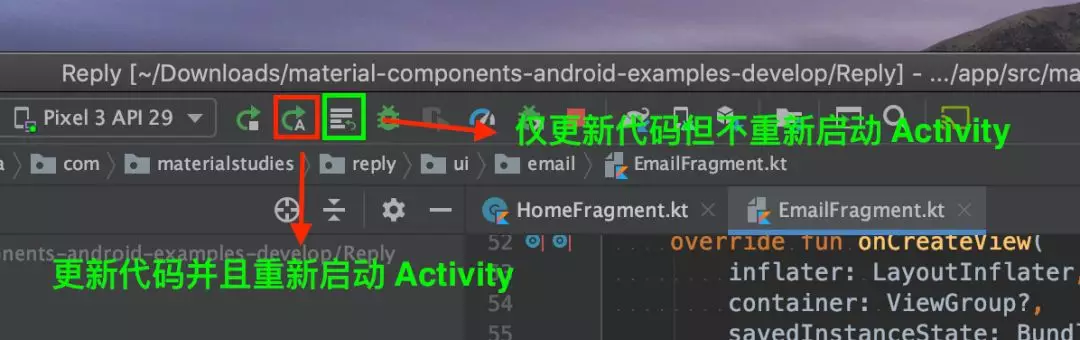 Reply [~/Downloads/material-components-android-examples-develop/Reply] – .../app/src/ma
Pixel 3 API 29
A
仅更新代码但不重新启动 Activity
a com materialstudies reply ui email EmailFragment.kt
HomeFragment.kt EmailFragment.kt
onents-android-examples-develop/Reply
52 override fun onCreateView(
更新代码并且重新启动 Activity
inflater: LayoutInflater,
54 container: ViewGroup?,
55 savedInstanceState: Bundl